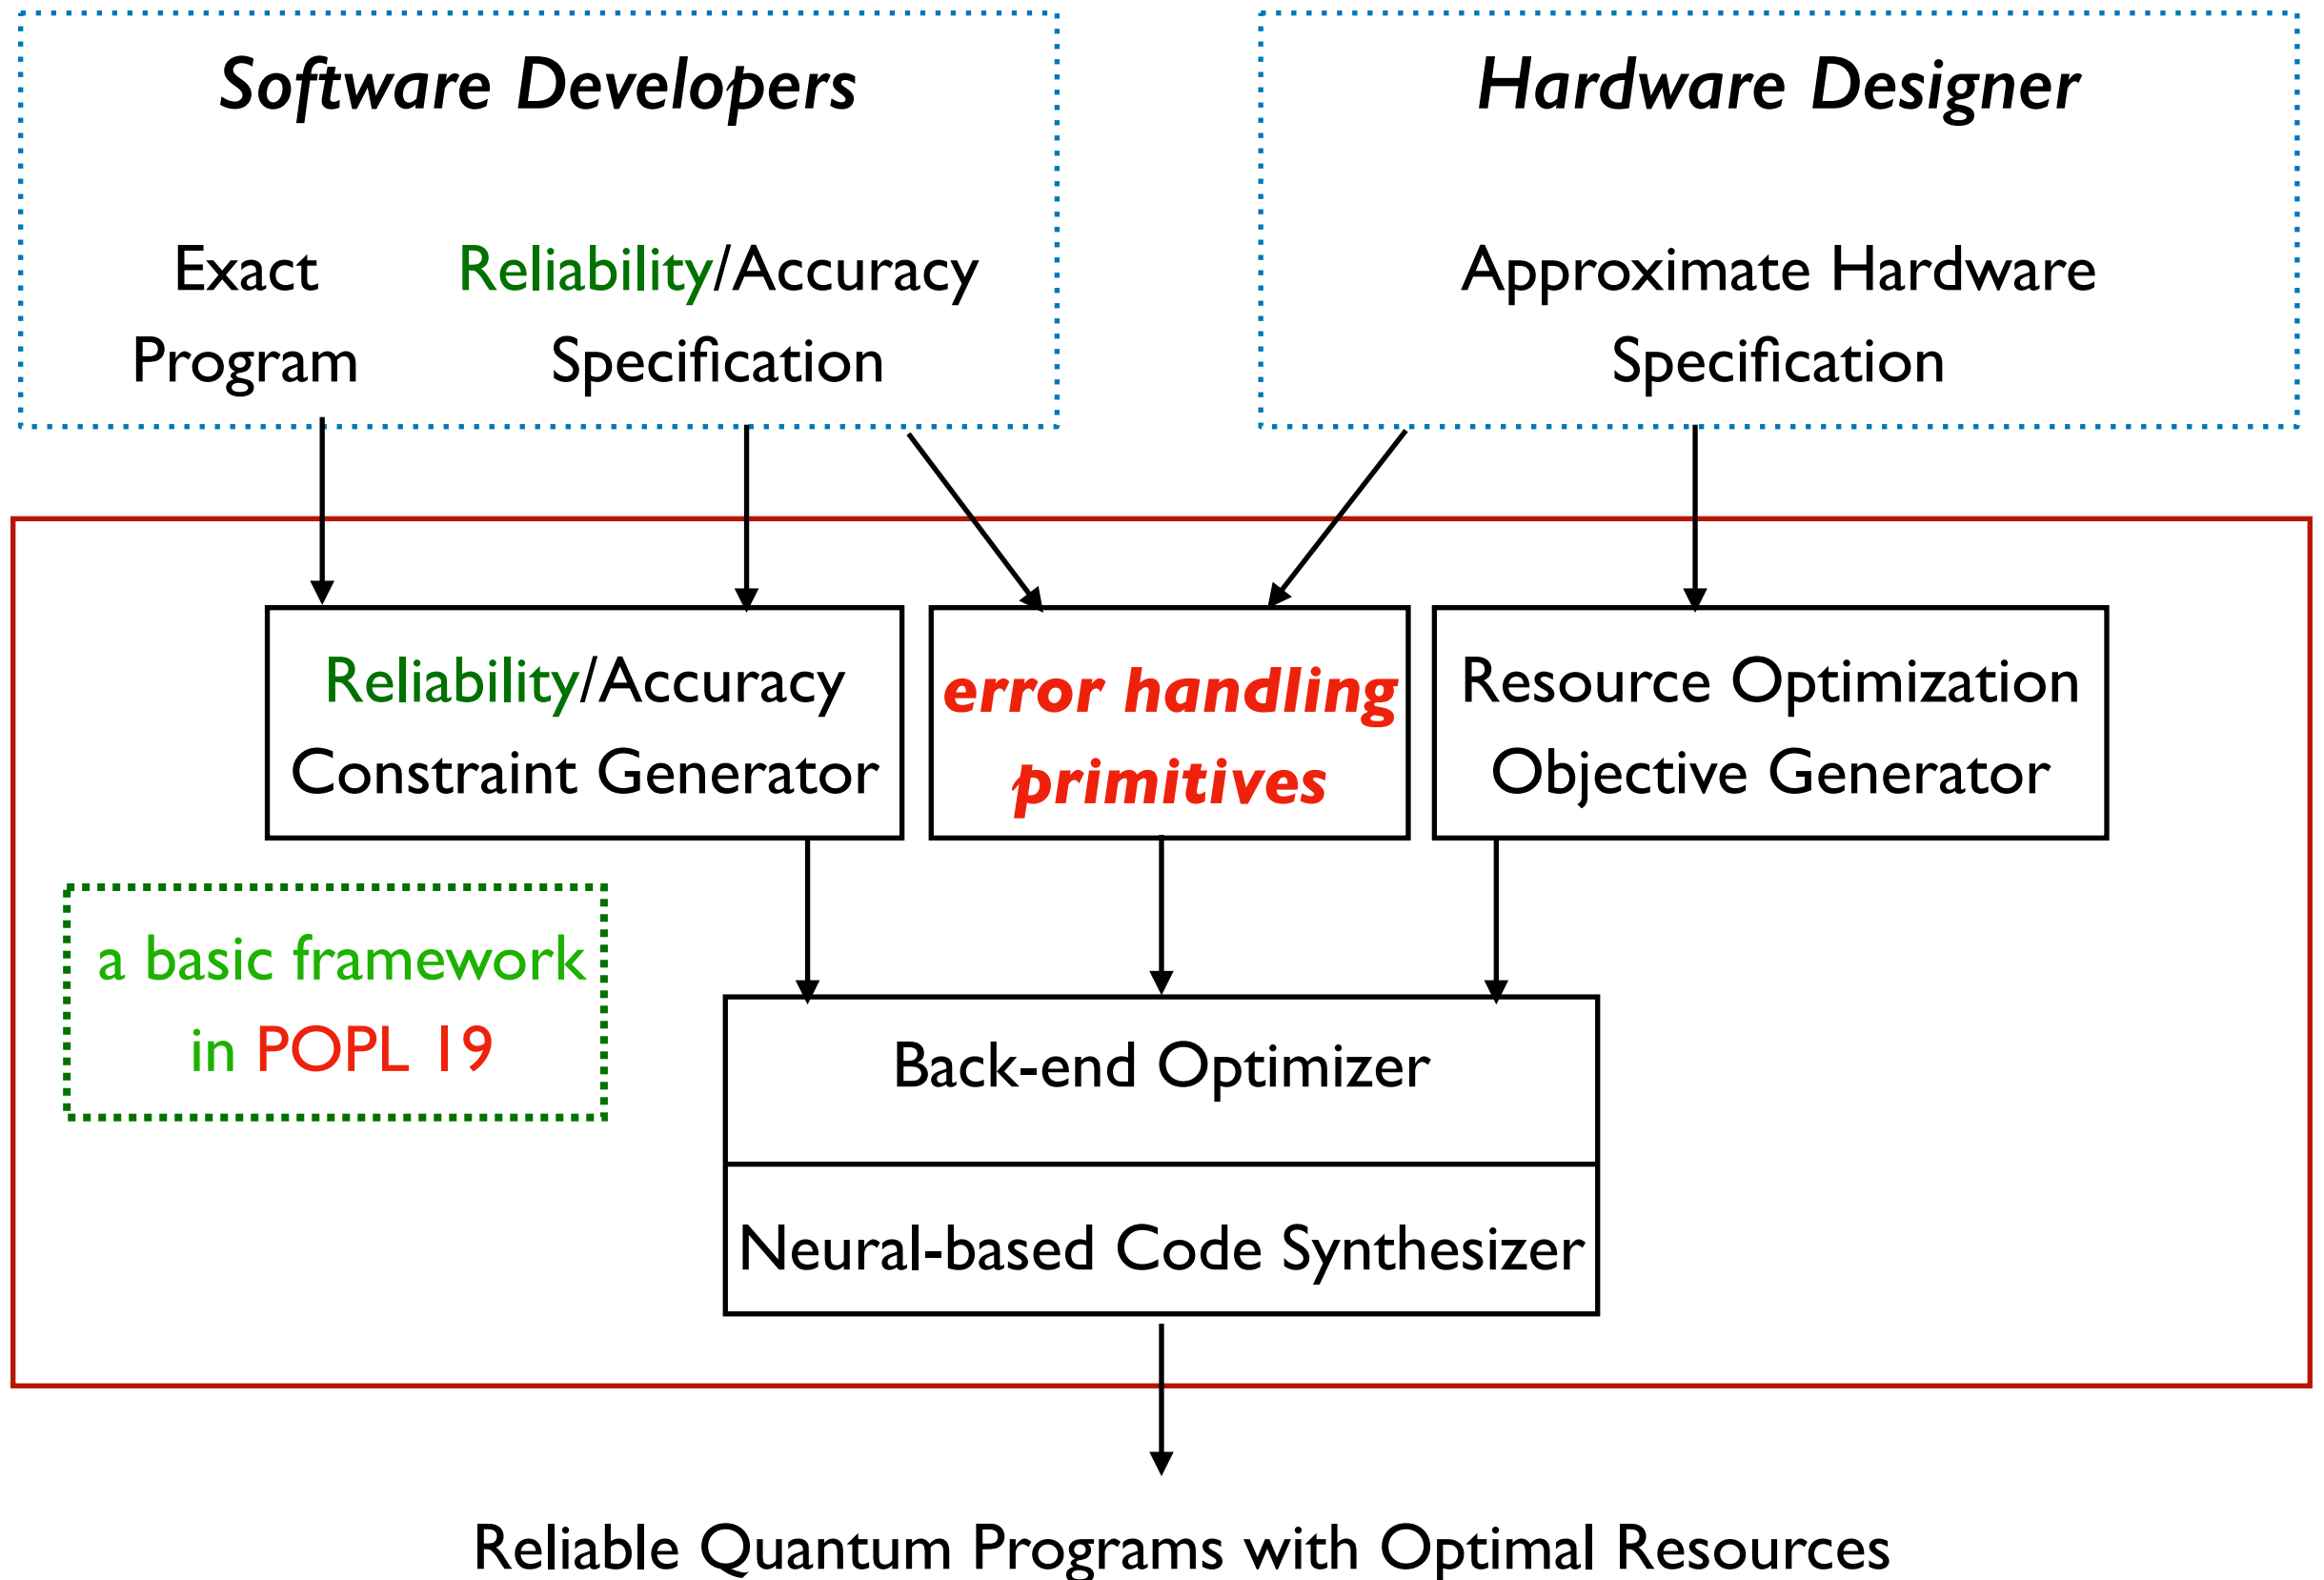 Software Developers
Hardware Designer
Exact
Program
Reliability/Accuracy
Specification
Approximate Hardware
Specification
Reliability/Accuracy
Constraint Generator
error handling
primitives
Resource Optimization
Objective Generator
a basic framework
in POPL 19
Back-end Optimizer
Neural-based Code Synthesizer
Reliable Quantum Programs with Optimal Resources